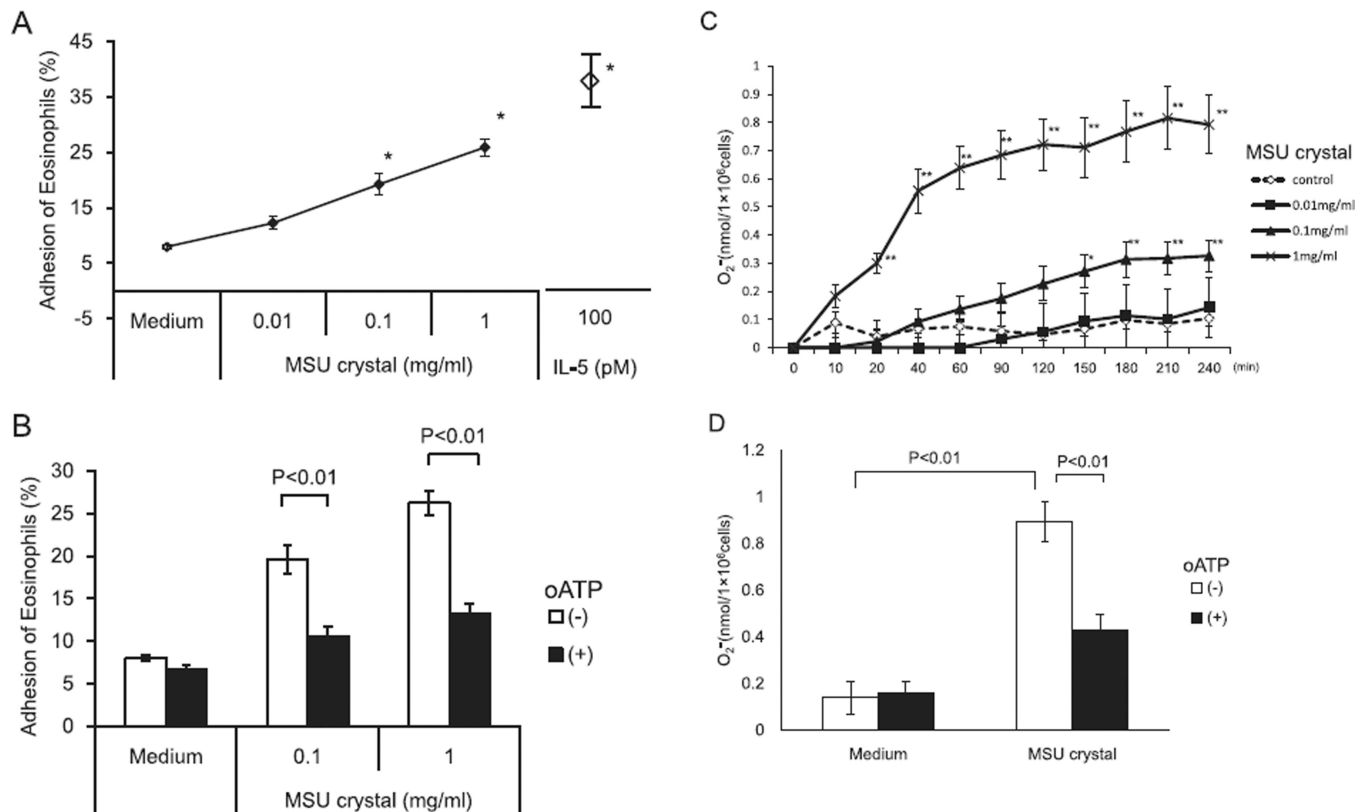 A
Adhesion of Eosinophils (%)
45
35
25
15
5
-5
*
*
*
Medium
0.01
0.1
1
100
MSU crystal (mg/ml)
IL-5 (pM)
B
Adhesion of Eosinophils (%)
30
25
20
15
10
5
0
P<0.01
P<0.01
oATP
(-)
(+)
Medium
0.1
1
MSU crystal (mg/ml)
C
O₂⁻(nmol/1×10⁶cells)
1
0.9
0.8
0.7
0.6
0.5
0.4
0.3
0.2
0.1
0
** ** ** ** ** ** ** ** **
* ** ** **
0 10 20 40 60 90 120 150 180 210 240 (min)
MSU crystal
control
0.01mg/ml
0.1mg/ml
1mg/ml
D
O₂⁻(nmol/1×10⁶cells)
1.2
1
0.8
0.6
0.4
0.2
0
P<0.01
P<0.01
oATP
(-)
(+)
Medium
MSU crystal